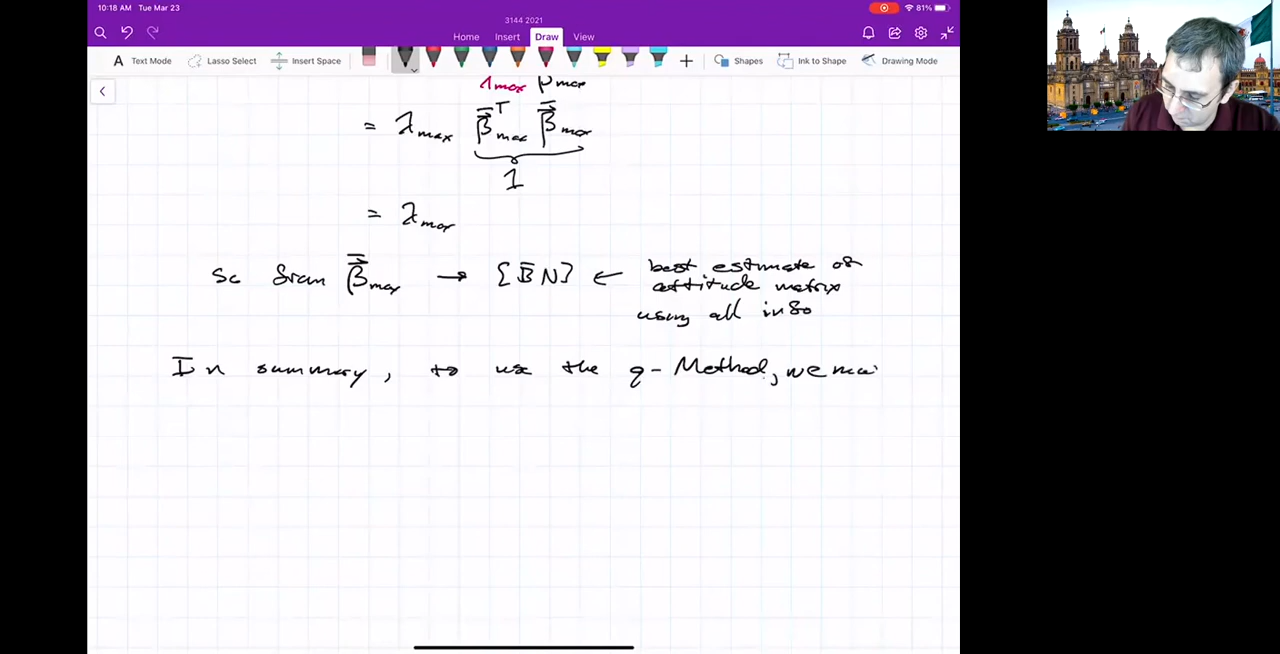 10:18 AM Tue Mar 23
81%
3144 2021
Home Insert Draw View
Text Mode Lasso Select Insert Space Shapes Ink to Shape Drawing Mode
λmax βmax
= λmax β̄ᵀmax β̄max
1
= λmax
So from β̄max → [B̄N] ← best estimate of
attitude matrix
using all info
In summary, to use the q-Method, we